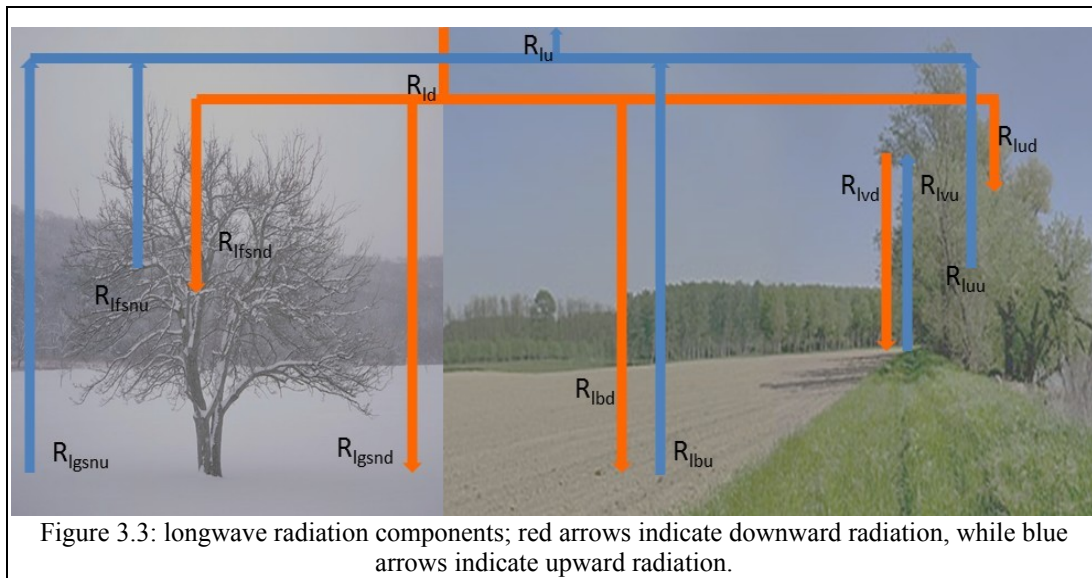 R_lu
R_ld
R_lud
R_lvd R_lvu
R_lfsnd
R_lfsnu
R_luu
R_lbd
R_lgsnu
R_lgsnd
R_lbu
Figure 3.3: longwave radiation components; red arrows indicate downward radiation, while blue
arrows indicate upward radiation.